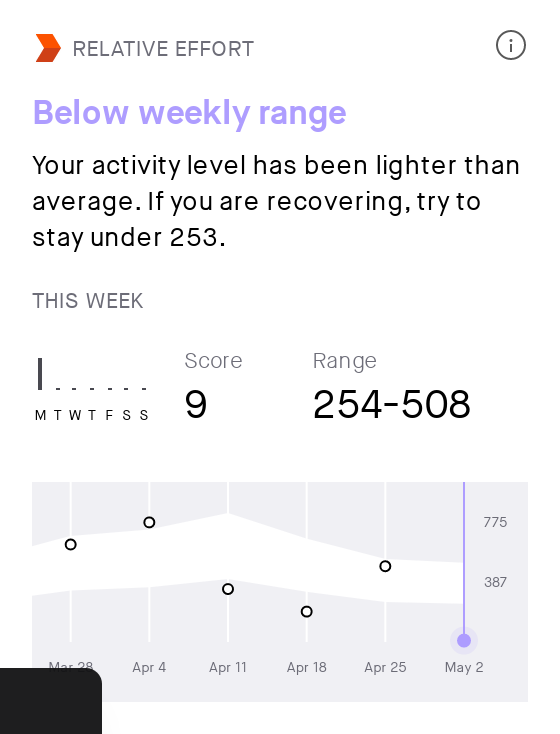 RELATIVE EFFORT
Below weekly range
Your activity level has been lighter than
average. If you are recovering, try to
stay under 253.
THIS WEEK
Score Range
9 254-508
M T W T F S S
775
387
Mar 28 Apr 4 Apr 11 Apr 18 Apr 25 May 2